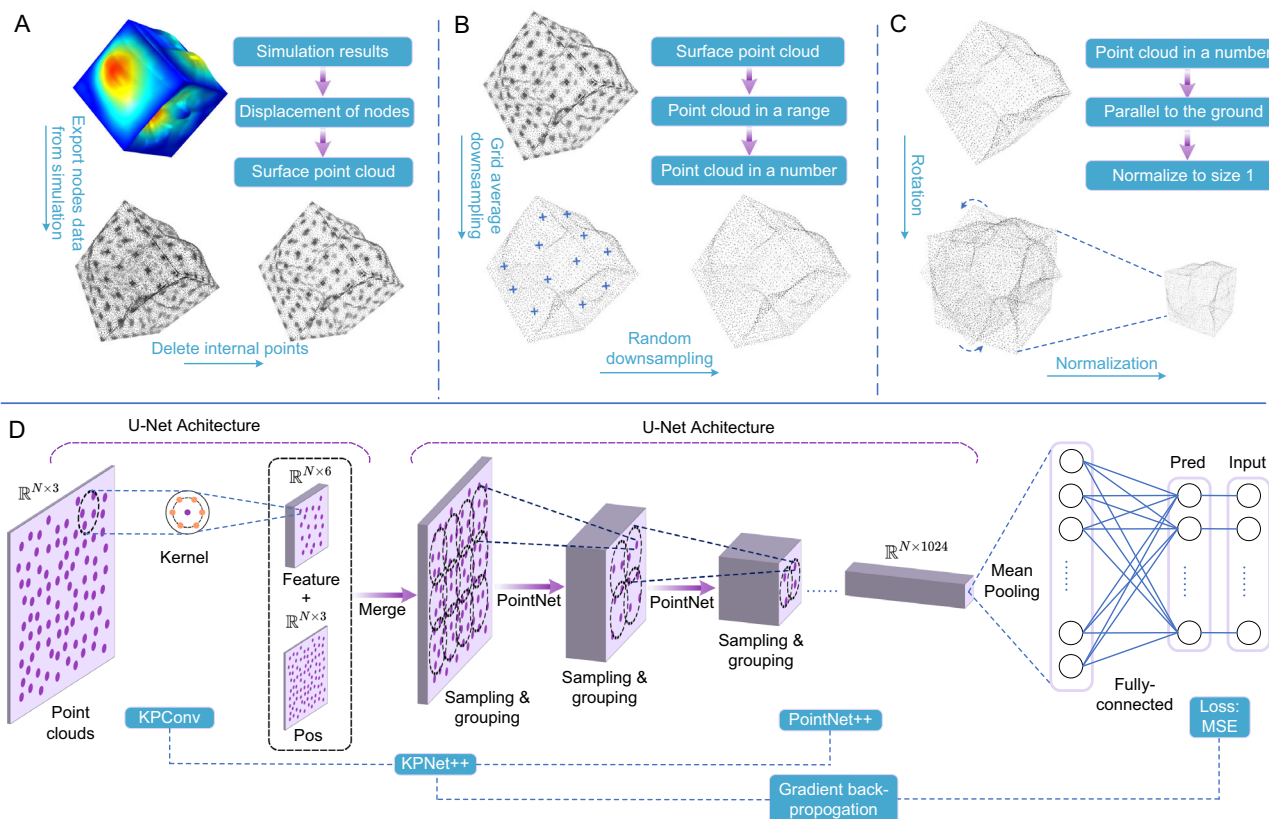 A
Simulation results
Displacement of nodes
Surface point cloud
Export nodes data
from simulation
Delete internal points
B
Surface point cloud
Point cloud in a range
Point cloud in a number
Grid average
downsampling
Random
downsampling
C
Point cloud in a number
Parallel to the ground
Normalize to size 1
Rotation
Normalization
D
U-Net Achitecture
U-Net Achitecture
ℝ^{N×3}
Kernel
Point
clouds
ℝ^{N×6}
Feature
+
ℝ^{N×3}
Pos
Merge
Sampling &
grouping
PointNet
Sampling &
grouping
PointNet
Sampling &
grouping
ℝ^{N×1024}
Mean
Pooling
Pred
Input
Fully-
connected
KPConv
PointNet++
Loss:
MSE
KPNet++
Gradient back-
propogation